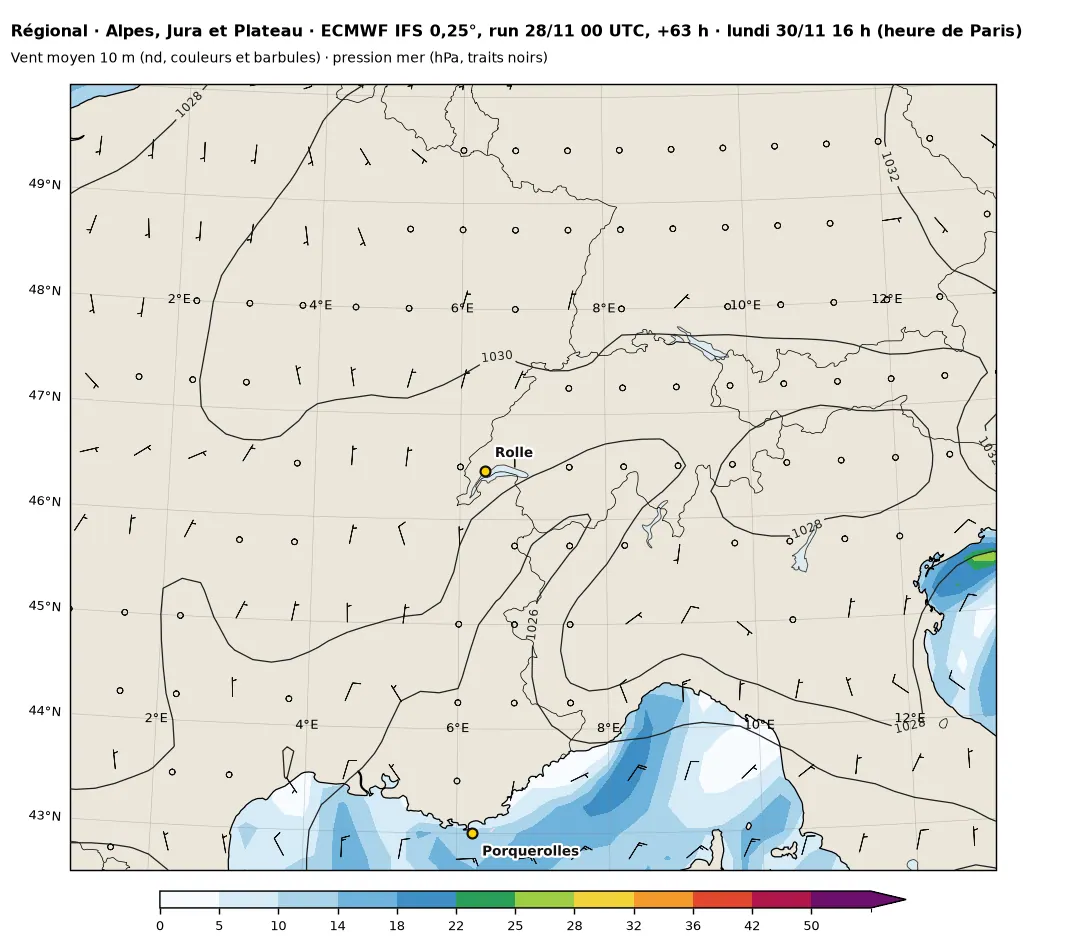 Régional · Alpes, Jura et Plateau · ECMWF IFS 0,25°, run 28/11 00 UTC, +63 h · lundi 30/11 16 h (heure de Paris)
Vent moyen 10 m (nd, couleurs et barbules) · pression mer (hPa, traits noirs)
1028
1032
49°N
48°N
2°E 4°E 6°E 8°E 10°E 12°E
1030
47°N
1032
Rolle
46°N
1028
45°N
1026
44°N
2°E 4°E 6°E 8°E 10°E 12°E
1028
43°N
Porquerolles
0 5 10 14 18 22 25 28 32 36 42 50